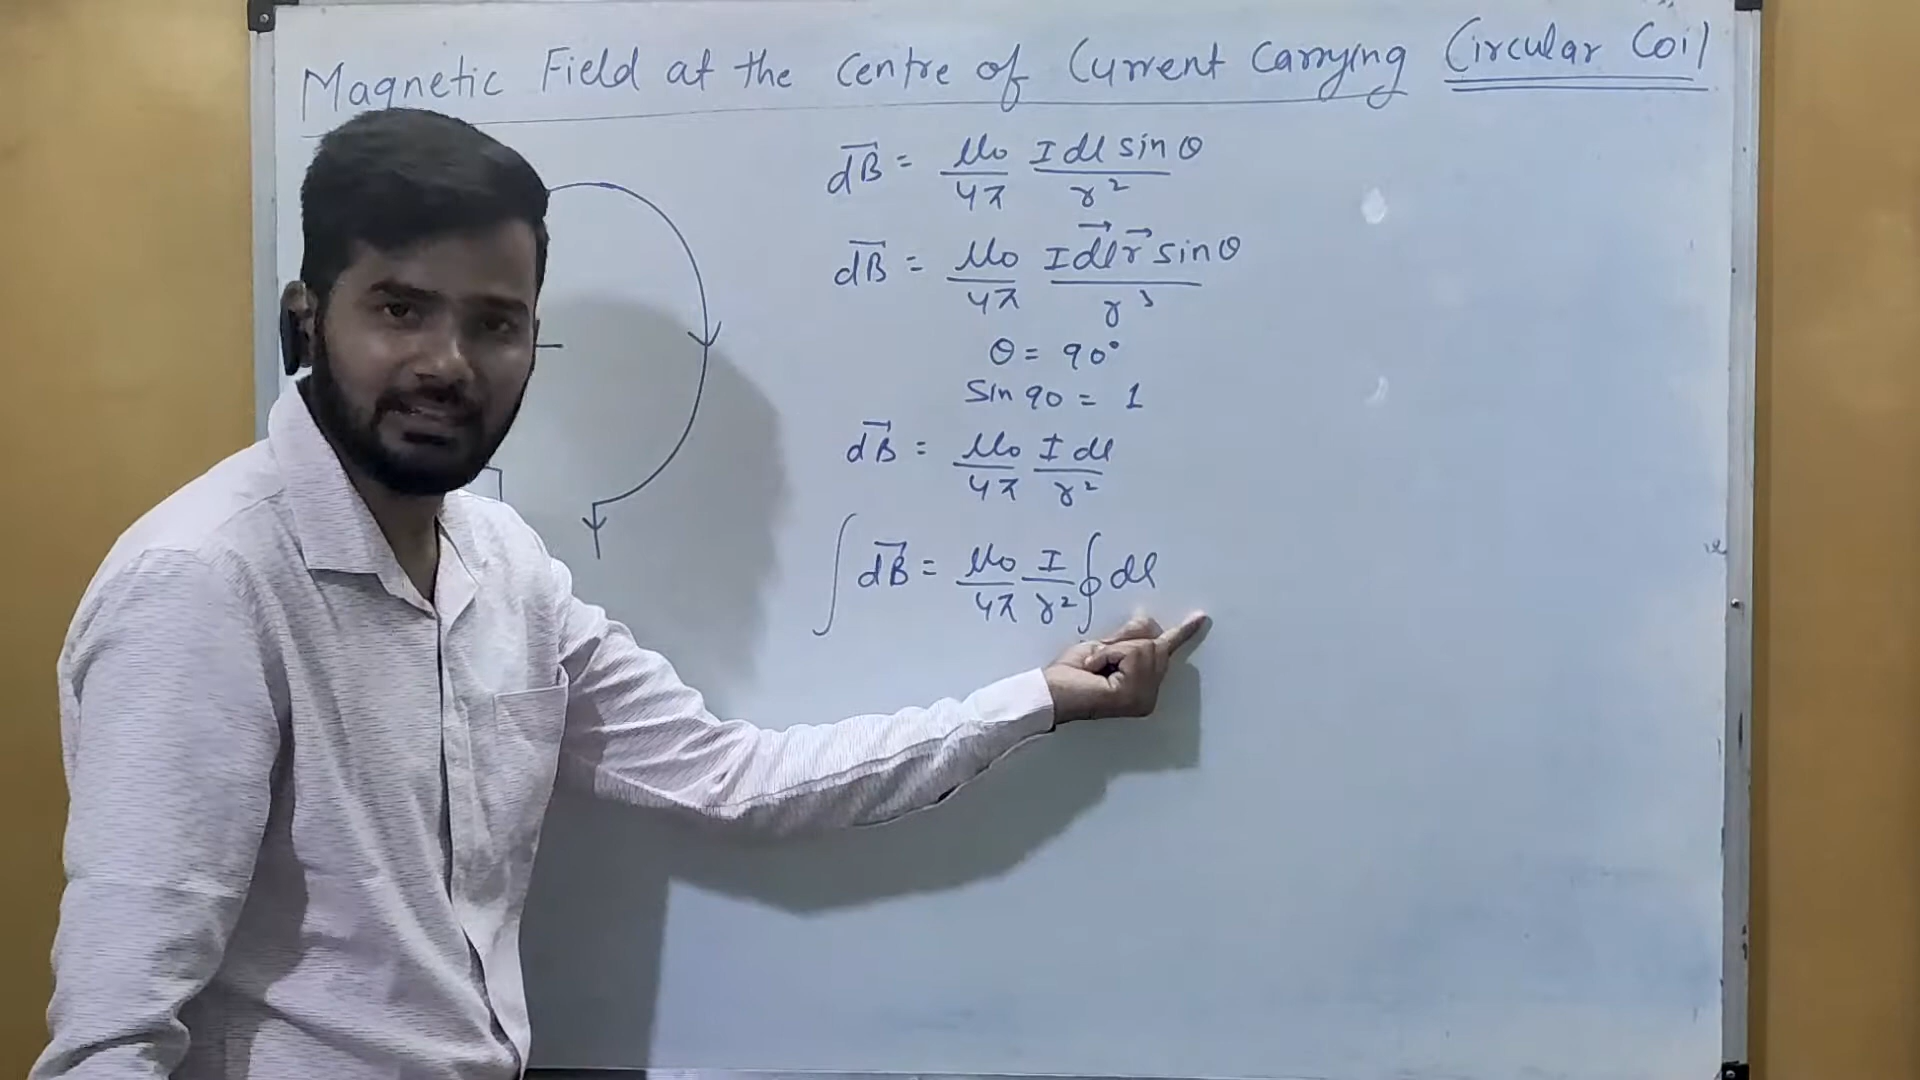 Magnetic Field at the Centre of Current Carrying Circular Coil
dB⃗ = μ₀/4π I dl sin θ / r²
dB⃗ = μ₀/4π I dl⃗ r⃗ sin θ / r³
θ = 90°
Sin 90 = 1
dB⃗ = μ₀/4π I dl / r²
∫ dB⃗ = μ₀/4π I/r² ∮ dl